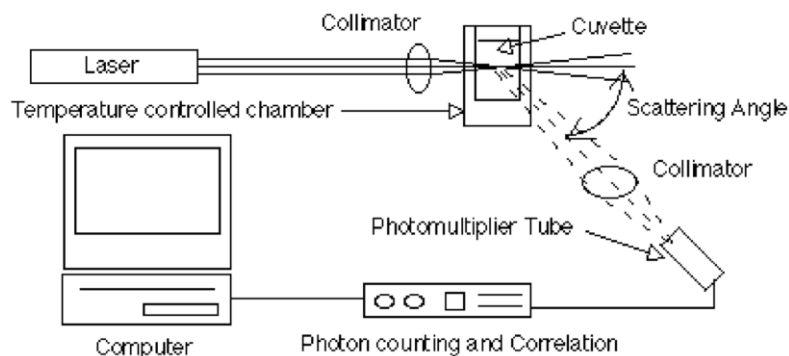 Collimator
Cuvette
Laser
Temperature controlled chamber
Scattering Angle
Collimator
Photomultiplier Tube
Computer
Photon counting and Correlation